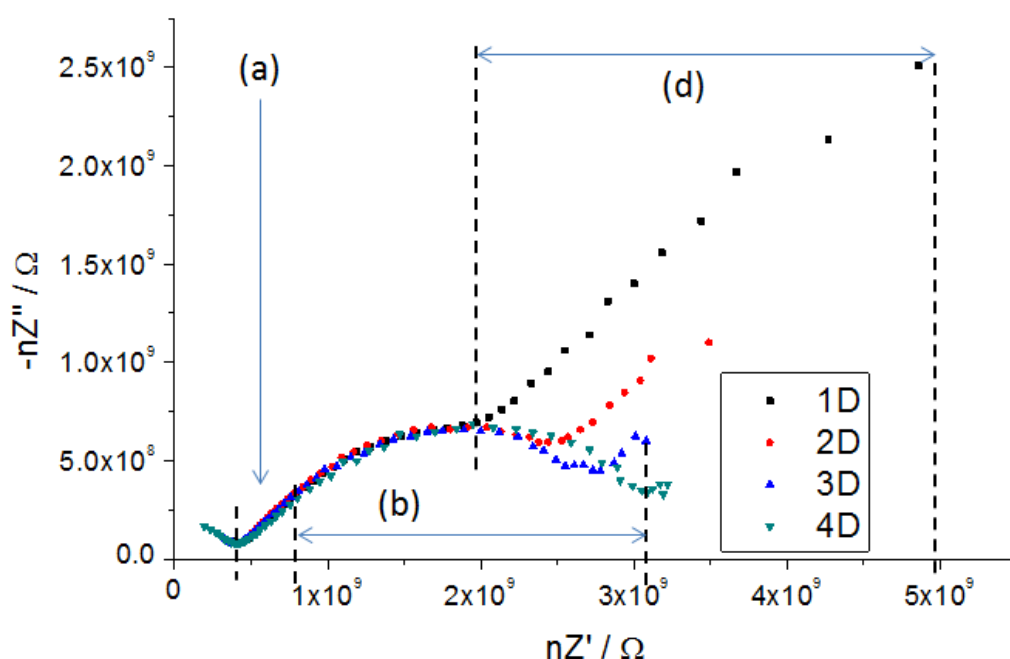 2.5x10⁹
2.0x10⁹
1.5x10⁹
1.0x10⁹
5.0x10⁸
0.0
-nZ'' / Ω
(a)
(b)
(d)
1D
2D
3D
4D
0
1x10⁹
2x10⁹
3x10⁹
4x10⁹
5x10⁹
nZ' / Ω